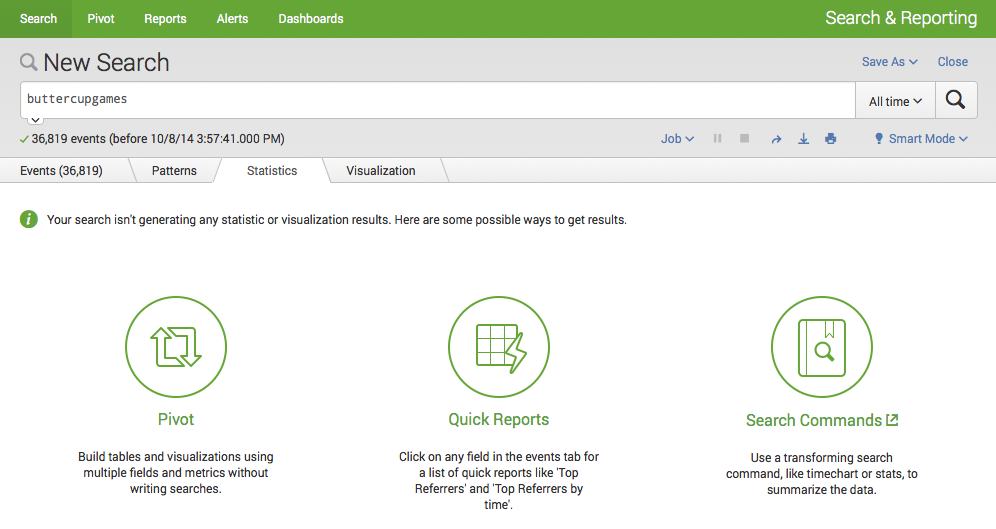 Search Pivot Reports Alerts Dashboards Search & Reporting
New Search Save As Close
buttercupgames All time
36,819 events (before 10/8/14 3:57:41.000 PM) Job Smart Mode
Events (36,819) Patterns Statistics Visualization
i Your search isn't generating any statistic or visualization results. Here are some possible ways to get results.
Pivot
Build tables and visualizations using
multiple fields and metrics without
writing searches.
Quick Reports
Click on any field in the events tab for
a list of quick reports like 'Top
Referrers' and 'Top Referrers by
time'.
Search Commands
Use a transforming search
command, like timechart or stats, to
summarize the data.